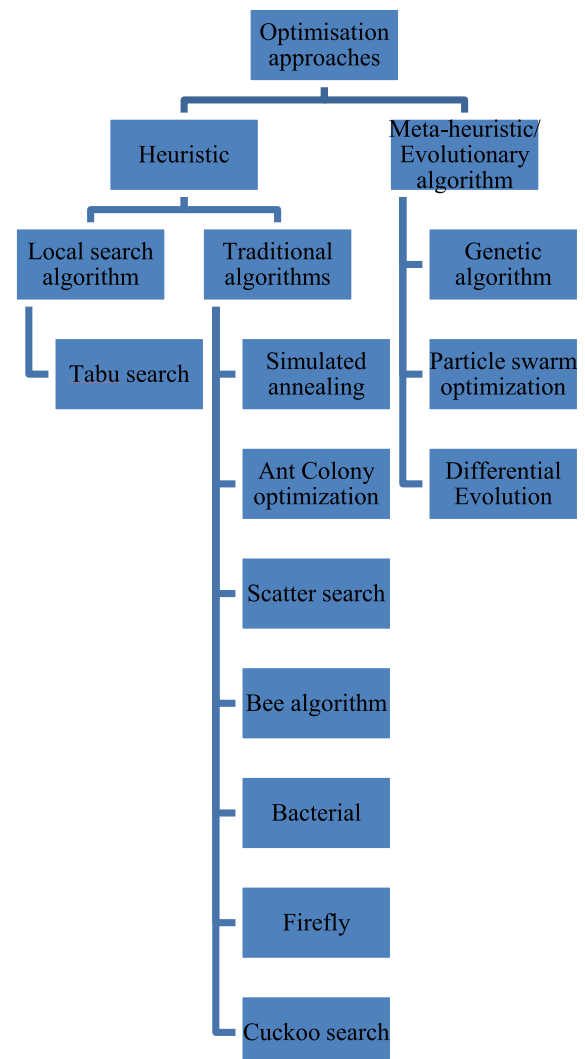 Optimisation
approaches
Heuristic
Meta-heuristic/
Evolutionary
algorithm
Local search
algorithm
Traditional
algorithms
Genetic
algorithm
Tabu search
Simulated
annealing
Particle swarm
optimization
Ant Colony
optimization
Differential
Evolution
Scatter search
Bee algorithm
Bacterial
Firefly
Cuckoo search